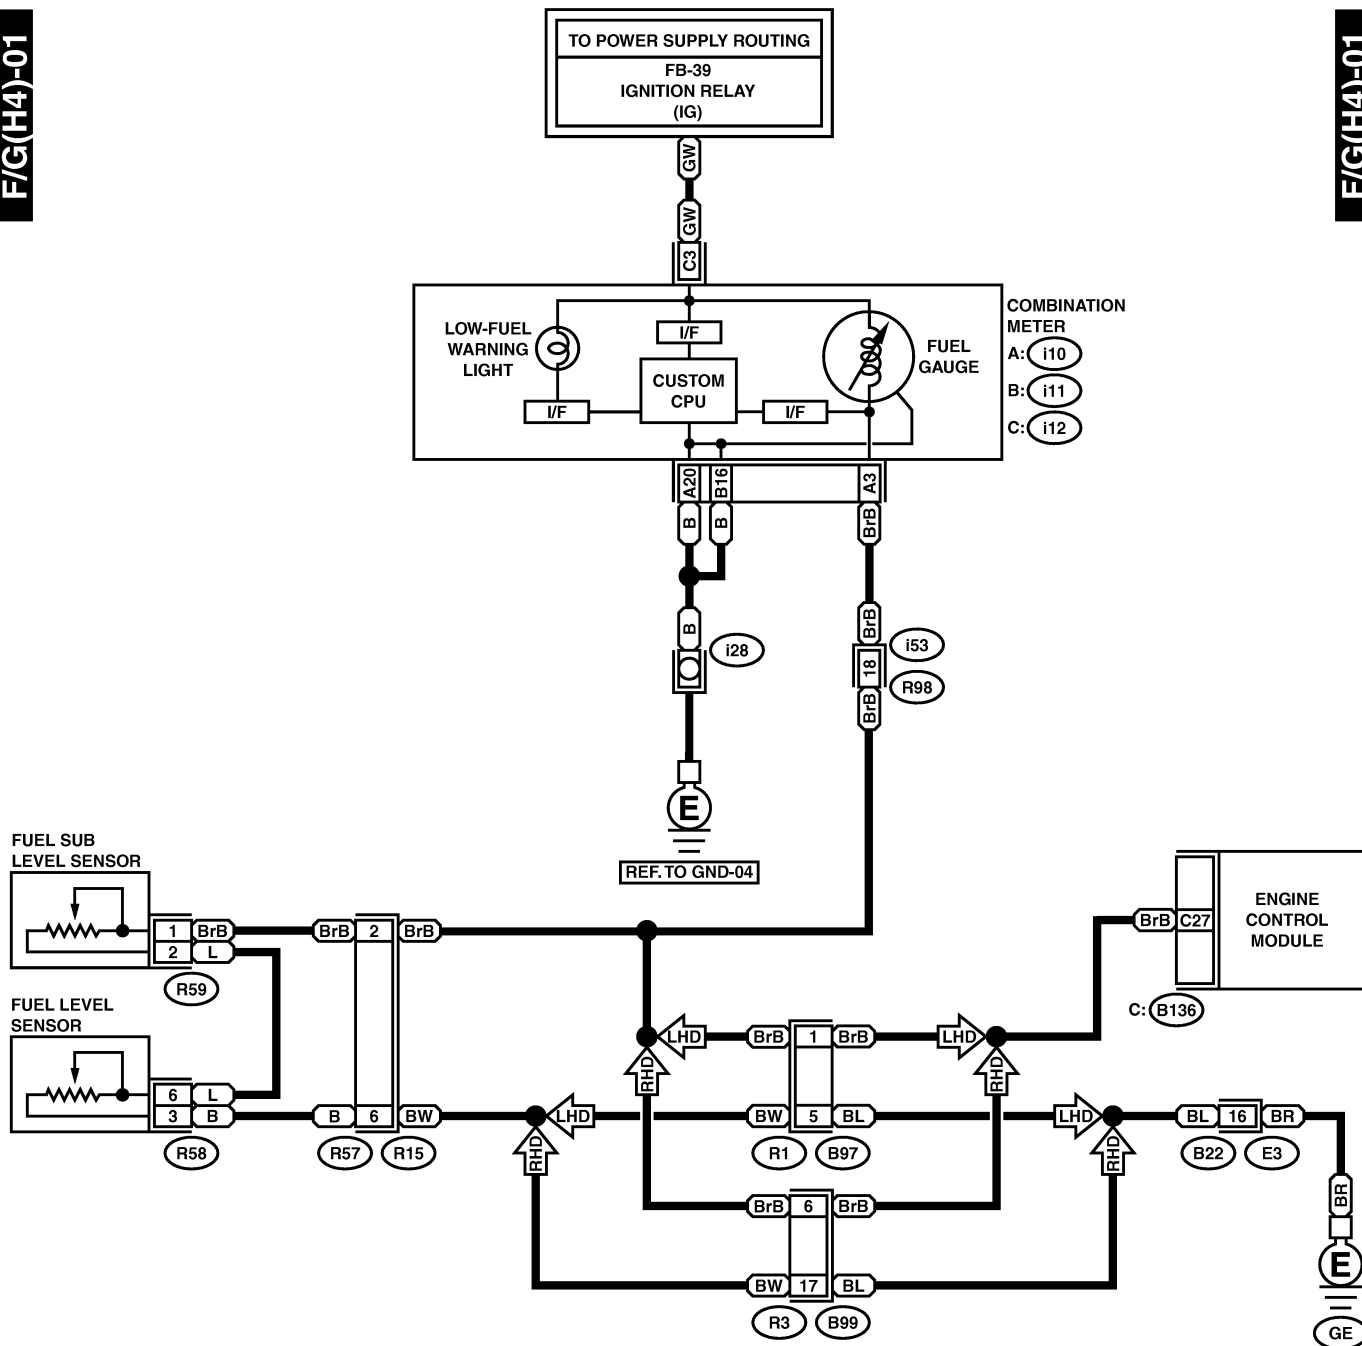 F/G(H4)-01
F/G(H4)-01
TO POWER SUPPLY ROUTING
FB-39
IGNITION RELAY
(IG)
GW
GW
C3
COMBINATION
METER
A: i10
B: i11
C: i12
LOW-FUEL
WARNING
LIGHT
I/F
CUSTOM
CPU
I/F
I/F
FUEL
GAUGE
A20
B16
A3
B
B
BrB
B
i28
BrB
i53
18
R98
BrB
E
REF. TO GND-04
FUEL SUB
LEVEL SENSOR
1 BrB
2 L
R59
BrB 2 BrB
FUEL LEVEL
SENSOR
6 L
3 B
R58
B 6 BW
R57
R15
ENGINE
CONTROL
MODULE
BrB C27
C: B136
LHD BrB 1 BrB LHD
RHD
RHD
LHD BW 5 BL LHD
RHD
RHD
R1
B97
BL 16 BR
B22
E3
BrB 6 BrB
BR
BW 17 BL
R3
B99
E
GE